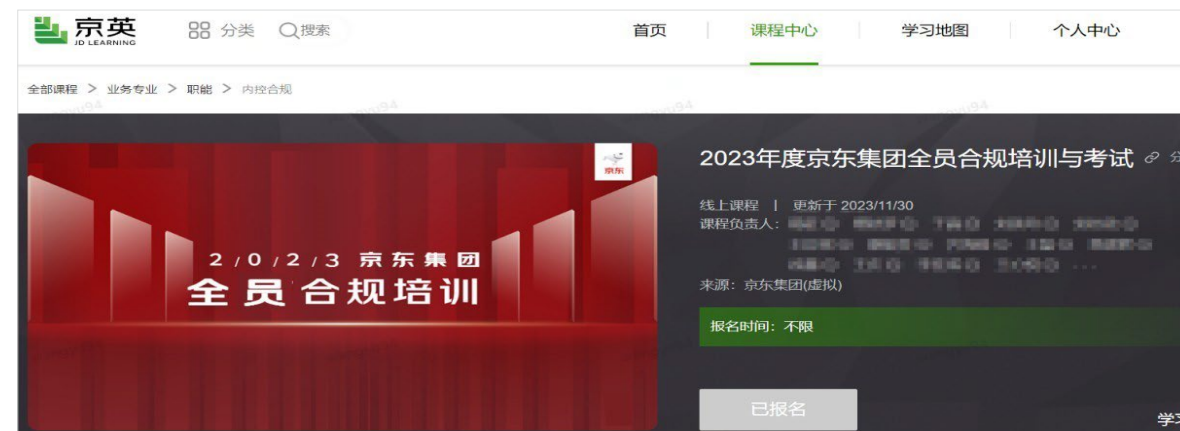 京英
JD LEARNING
分类
搜索
首页
课程中心
学习地图
个人中心
全部课程 > 业务专业 > 职能 > 内控合规
京东
2/0/2/3 京东集团
全员合规培训
2023年度京东集团全员合规培训与考试
线上课程 | 更新于 2023/11/30
课程负责人：
来源：京东集团(虚拟)
报名时间：不限
已报名